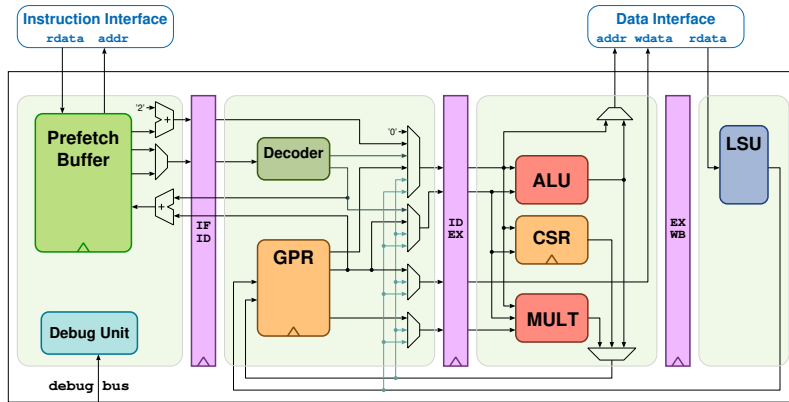 Instruction Interface
rdata addr
Data Interface
addr wdata rdata
'2'
+
'0'
Prefetch
Buffer
Decoder
LSU
ALU
+
IF
ID
ID
EX
EX
WB
CSR
GPR
MULT
Debug Unit
debug bus